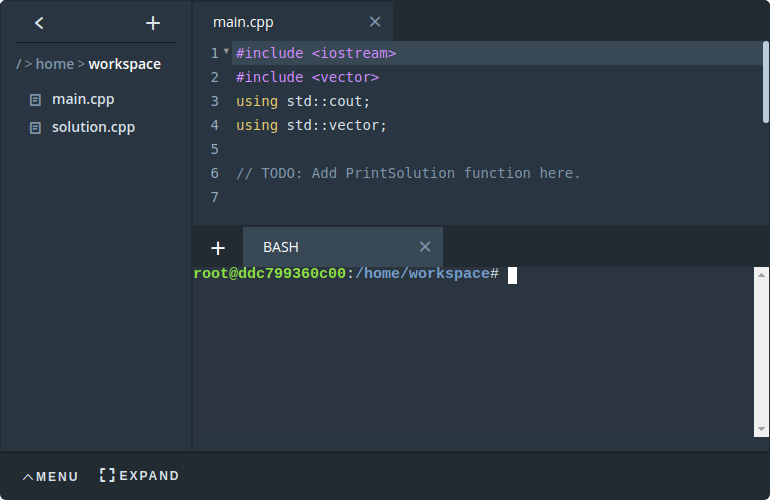 / > home > workspace
main.cpp
solution.cpp
main.cpp
1 #include <iostream>
2 #include <vector>
3 using std::cout;
4 using std::vector;
5
6 // TODO: Add PrintSolution function here.
7
BASH
root@ddc799360c00:/home/workspace#
MENU EXPAND